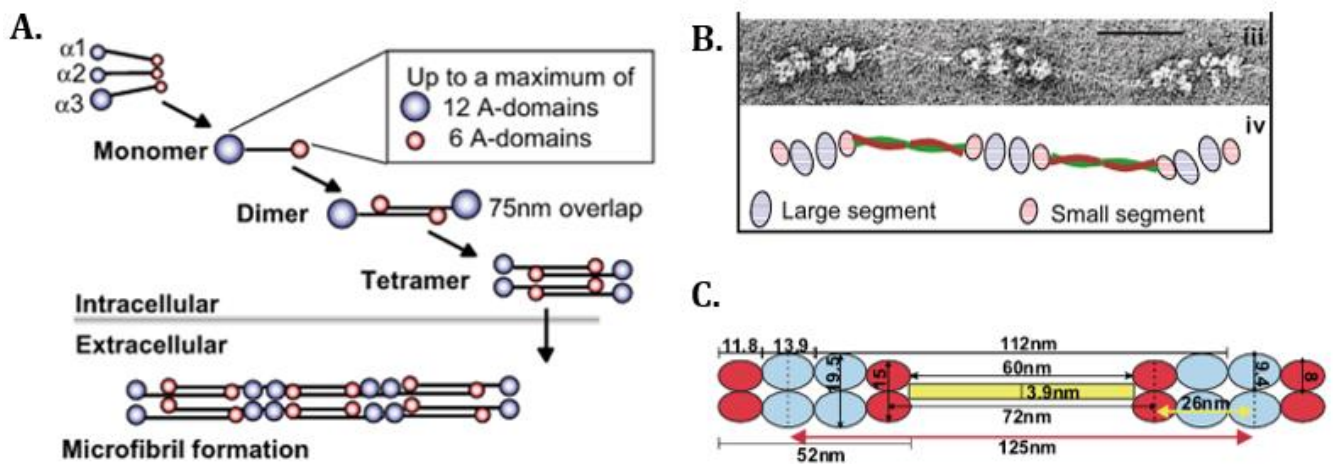 A.
α1
α2
α3
Up to a maximum of
12 A-domains
6 A-domains
Monomer
Dimer
75nm overlap
Tetramer
Intracellular
Extracellular
Microfibril formation
B.
iii
iv
Large segment
Small segment
C.
11.8
13.9
112nm
19.5
15
60nm
3.9nm
72nm
9.4
8
26nm
52nm
125nm